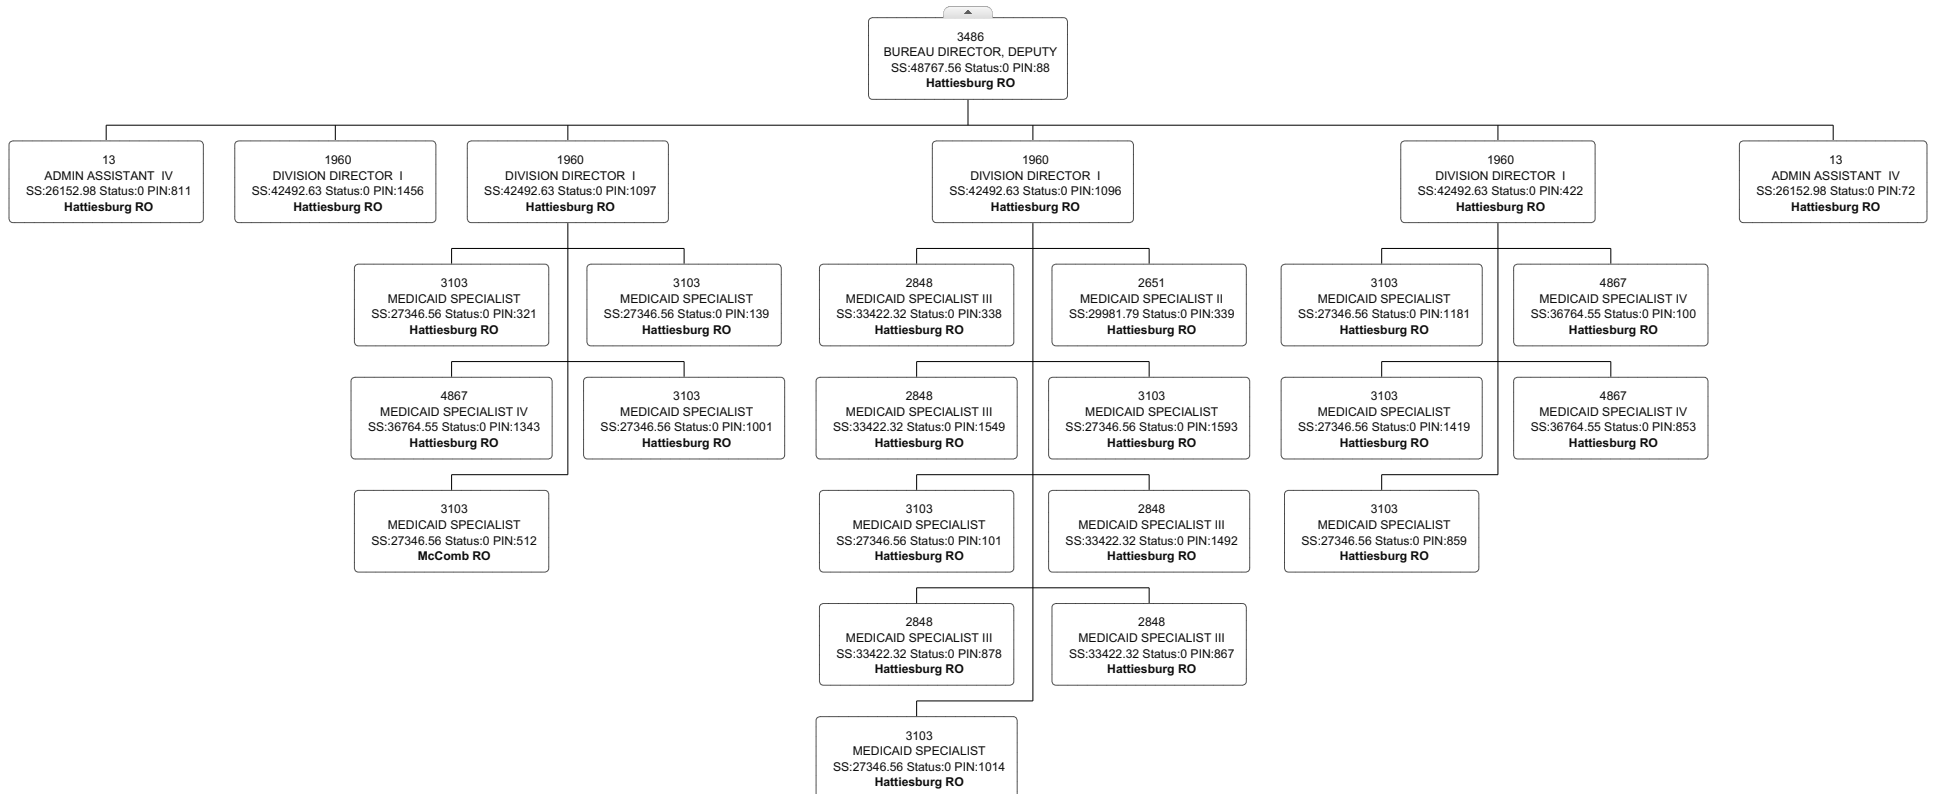 3486
BUREAU DIRECTOR, DEPUTY
SS:48767.56 Status:0 PIN:88
Hattiesburg RO
13
ADMIN ASSISTANT  IV
SS:26152.98 Status:0 PIN:811
Hattiesburg RO
1960
DIVISION DIRECTOR  I
SS:42492.63 Status:0 PIN:1456
Hattiesburg RO
1960
DIVISION DIRECTOR  I
SS:42492.63 Status:0 PIN:1097
Hattiesburg RO
1960
DIVISION DIRECTOR  I
SS:42492.63 Status:0 PIN:1096
Hattiesburg RO
1960
DIVISION DIRECTOR  I
SS:42492.63 Status:0 PIN:422
Hattiesburg RO
13
ADMIN ASSISTANT  IV
SS:26152.98 Status:0 PIN:72
Hattiesburg RO
3103
MEDICAID SPECIALIST
SS:27346.56 Status:0 PIN:321
Hattiesburg RO
3103
MEDICAID SPECIALIST
SS:27346.56 Status:0 PIN:139
Hattiesburg RO
2848
MEDICAID SPECIALIST III
SS:33422.32 Status:0 PIN:338
Hattiesburg RO
2651
MEDICAID SPECIALIST II
SS:29981.79 Status:0 PIN:339
Hattiesburg RO
3103
MEDICAID SPECIALIST
SS:27346.56 Status:0 PIN:1181
Hattiesburg RO
4867
MEDICAID SPECIALIST IV
SS:36764.55 Status:0 PIN:100
Hattiesburg RO
4867
MEDICAID SPECIALIST IV
SS:36764.55 Status:0 PIN:1343
Hattiesburg RO
3103
MEDICAID SPECIALIST
SS:27346.56 Status:0 PIN:1001
Hattiesburg RO
2848
MEDICAID SPECIALIST III
SS:33422.32 Status:0 PIN:1549
Hattiesburg RO
3103
MEDICAID SPECIALIST
SS:27346.56 Status:0 PIN:1593
Hattiesburg RO
3103
MEDICAID SPECIALIST
SS:27346.56 Status:0 PIN:1419
Hattiesburg RO
4867
MEDICAID SPECIALIST IV
SS:36764.55 Status:0 PIN:853
Hattiesburg RO
3103
MEDICAID SPECIALIST
SS:27346.56 Status:0 PIN:512
McComb RO
3103
MEDICAID SPECIALIST
SS:27346.56 Status:0 PIN:101
Hattiesburg RO
2848
MEDICAID SPECIALIST III
SS:33422.32 Status:0 PIN:1492
Hattiesburg RO
3103
MEDICAID SPECIALIST
SS:27346.56 Status:0 PIN:859
Hattiesburg RO
2848
MEDICAID SPECIALIST III
SS:33422.32 Status:0 PIN:878
Hattiesburg RO
2848
MEDICAID SPECIALIST III
SS:33422.32 Status:0 PIN:867
Hattiesburg RO
3103
MEDICAID SPECIALIST
SS:27346.56 Status:0 PIN:1014
Hattiesburg RO